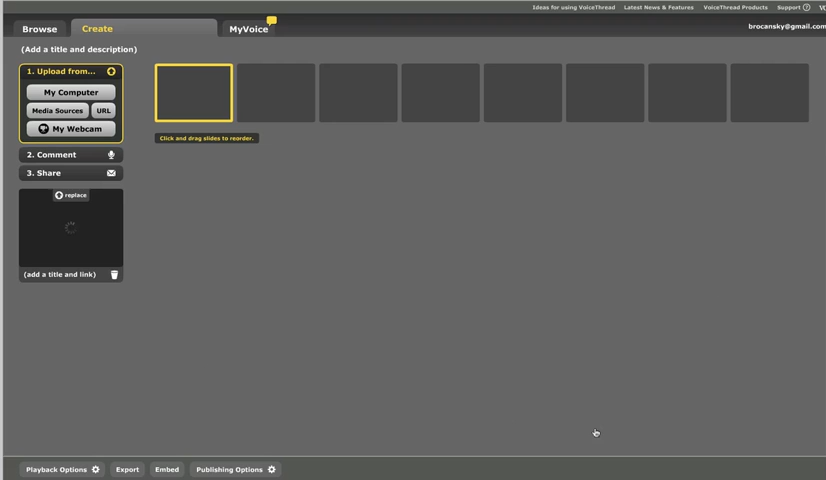 Ideas for using VoiceThread Latest News & Features VoiceThread Products Support ?
Browse Create MyVoice brocansky@gmail.com
(Add a title and description)
1. Upload from...
My Computer
Media Sources URL
My Webcam
Click and drag slides to reorder.
2. Comment
3. Share
replace
(add a title and link)
Playback Options Export Embed Publishing Options